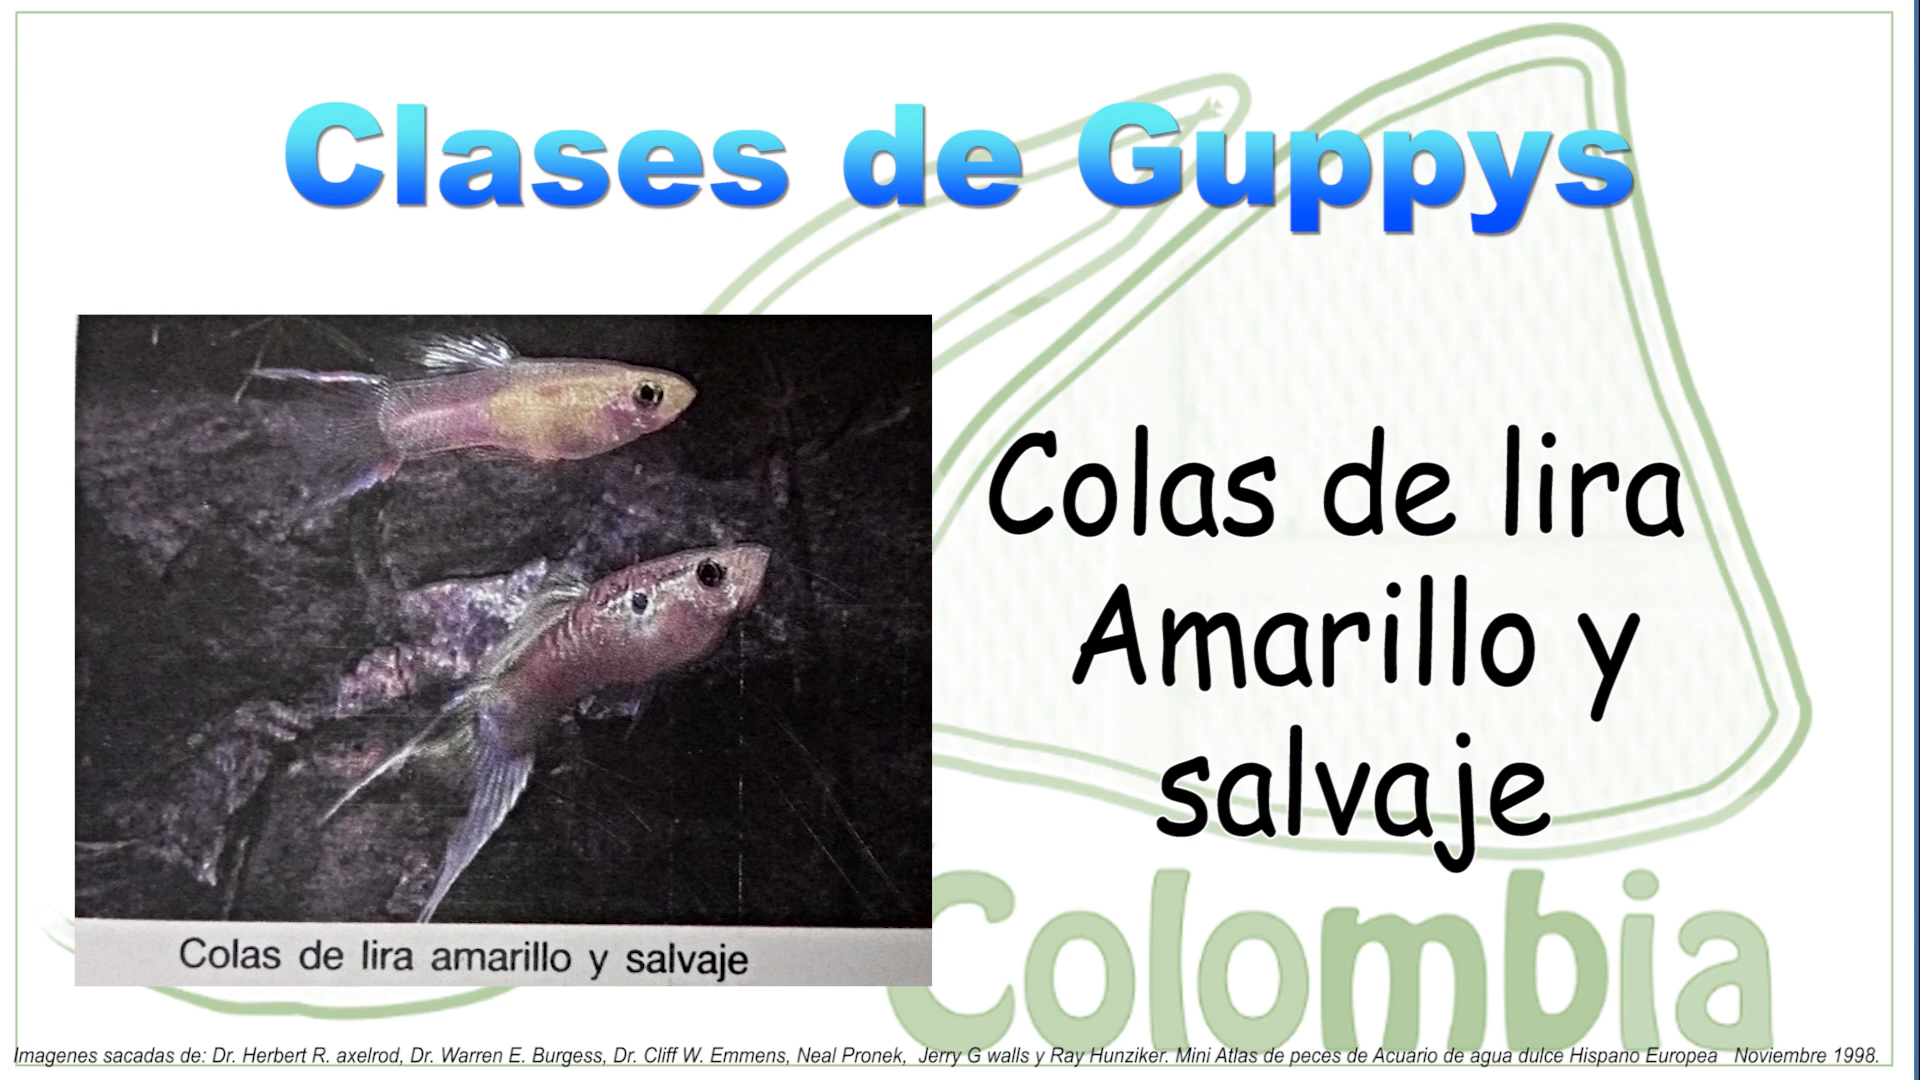 Clases de Guppys
Colas de lira
Amarillo y
salvaje
Colas de lira amarillo y salvaje
Colombia
Imagenes sacadas de: Dr. Herbert R. axelrod, Dr. Warren E. Burgess, Dr. Cliff W. Emmens, Neal Pronek, Jerry G walls y Ray Hunziker. Mini Atlas de peces de Acuario de agua dulce Hispano Europea Noviembre 1998.